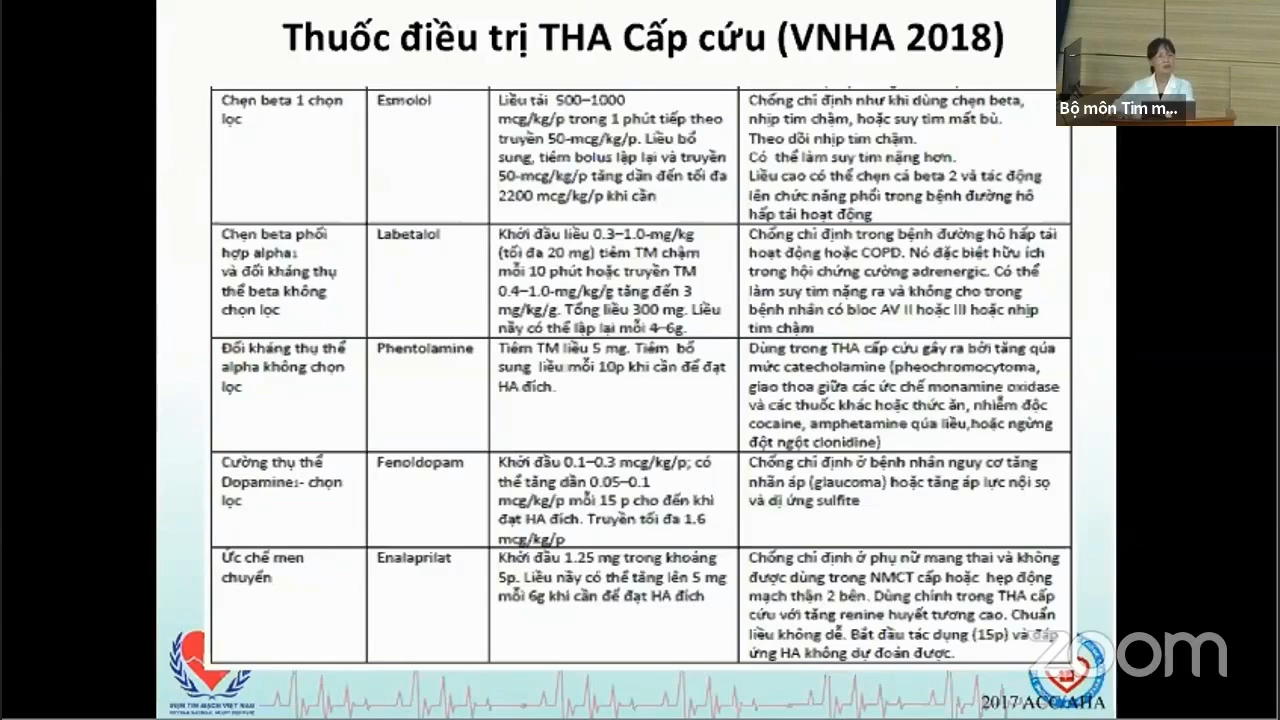 Thuốc điều trị THA Cấp cứu (VNHA 2018)
Bộ môn Tim m...
Chẹn beta 1 chọn
lọc
Esmolol
Liều tải 500–1000
mcg/kg/p trong 1 phút tiếp theo
truyền 50-mcg/kg/p. Liều bổ
sung, tiêm bolus lập lại và truyền
50-mcg/kg/p tăng dần đến tối đa
2200 mcg/kg/p khi cần
Chống chỉ định như khi dùng chẹn beta,
nhịp tim chậm, hoặc suy tim mất bù.
Theo dõi nhịp tim chậm.
Có thể làm suy tim nặng hơn.
Liều cao có thể chẹn cả beta 2 và tác động
lên chức năng phổi trong bệnh đường hô
hấp tái hoạt động
Chẹn beta phối
hợp alpha₁
và đối kháng thụ
thể beta không
chọn lọc
Labetalol
Khởi đầu liều 0.3–1.0-mg/kg
(tối đa 20 mg) tiêm TM chậm
mỗi 10 phút hoặc truyền TM
0.4–1.0-mg/kg/g tăng đến 3
mg/kg/g. Tổng liều 300 mg. Liều
nầy có thể lập lại mỗi 4–6g.
Chống chỉ định trong bệnh đường hô hấp tái
hoạt động hoặc COPD. Nó đặc biệt hữu ích
trong hội chứng cường adrenergic. Có thể
làm suy tim nặng ra và không cho trong
bệnh nhân có bloc AV II hoặc III hoặc nhịp
tim chậm
Đối kháng thụ thể
alpha không chọn
lọc
Phentolamine
Tiêm TM liều 5 mg. Tiêm bổ
sung liều mỗi 10p khi cần để đạt
HA đích.
Dùng trong THA cấp cứu gây ra bởi tăng qúa
mức catecholamine (pheochromocytoma,
giao thoa giữa các ức chế monamine oxidase
và các thuốc khác hoặc thức ăn, nhiễm độc
cocaine, amphetamine qúa liều,hoặc ngừng
đột ngột clonidine)
Cường thụ thể
Dopamine₁- chọn
lọc
Fenoldopam
Khởi đầu 0.1–0.3 mcg/kg/p; có
thể tăng dần 0.05–0.1
mcg/kg/p mỗi 15 p cho đến khi
đạt HA đích. Truyền tối đa 1.6
mcg/kg/p
Chống chỉ định ở bệnh nhân nguy cơ tăng
nhãn áp (glaucoma) hoặc tăng áp lực nội sọ
và dị ứng sulfite
Ức chế men
chuyển
Enalaprilat
Khởi đầu 1.25 mg trong khoảng
5p. Liều nầy có thể tăng lên 5 mg
mỗi 6g khi cần để đạt HA đích
Chống chỉ định ở phụ nữ mang thai và không
được dùng trong NMCT cấp hoặc hẹp động
mạch thận 2 bên. Dùng chính trong THA cấp
cứu với tăng renine huyết tương cao. Chuẩn
liều không dễ. Bắt đầu tác dụng (15p) và đáp
ứng HA không dự đoán được.
zoom
2017 ACC/AHA